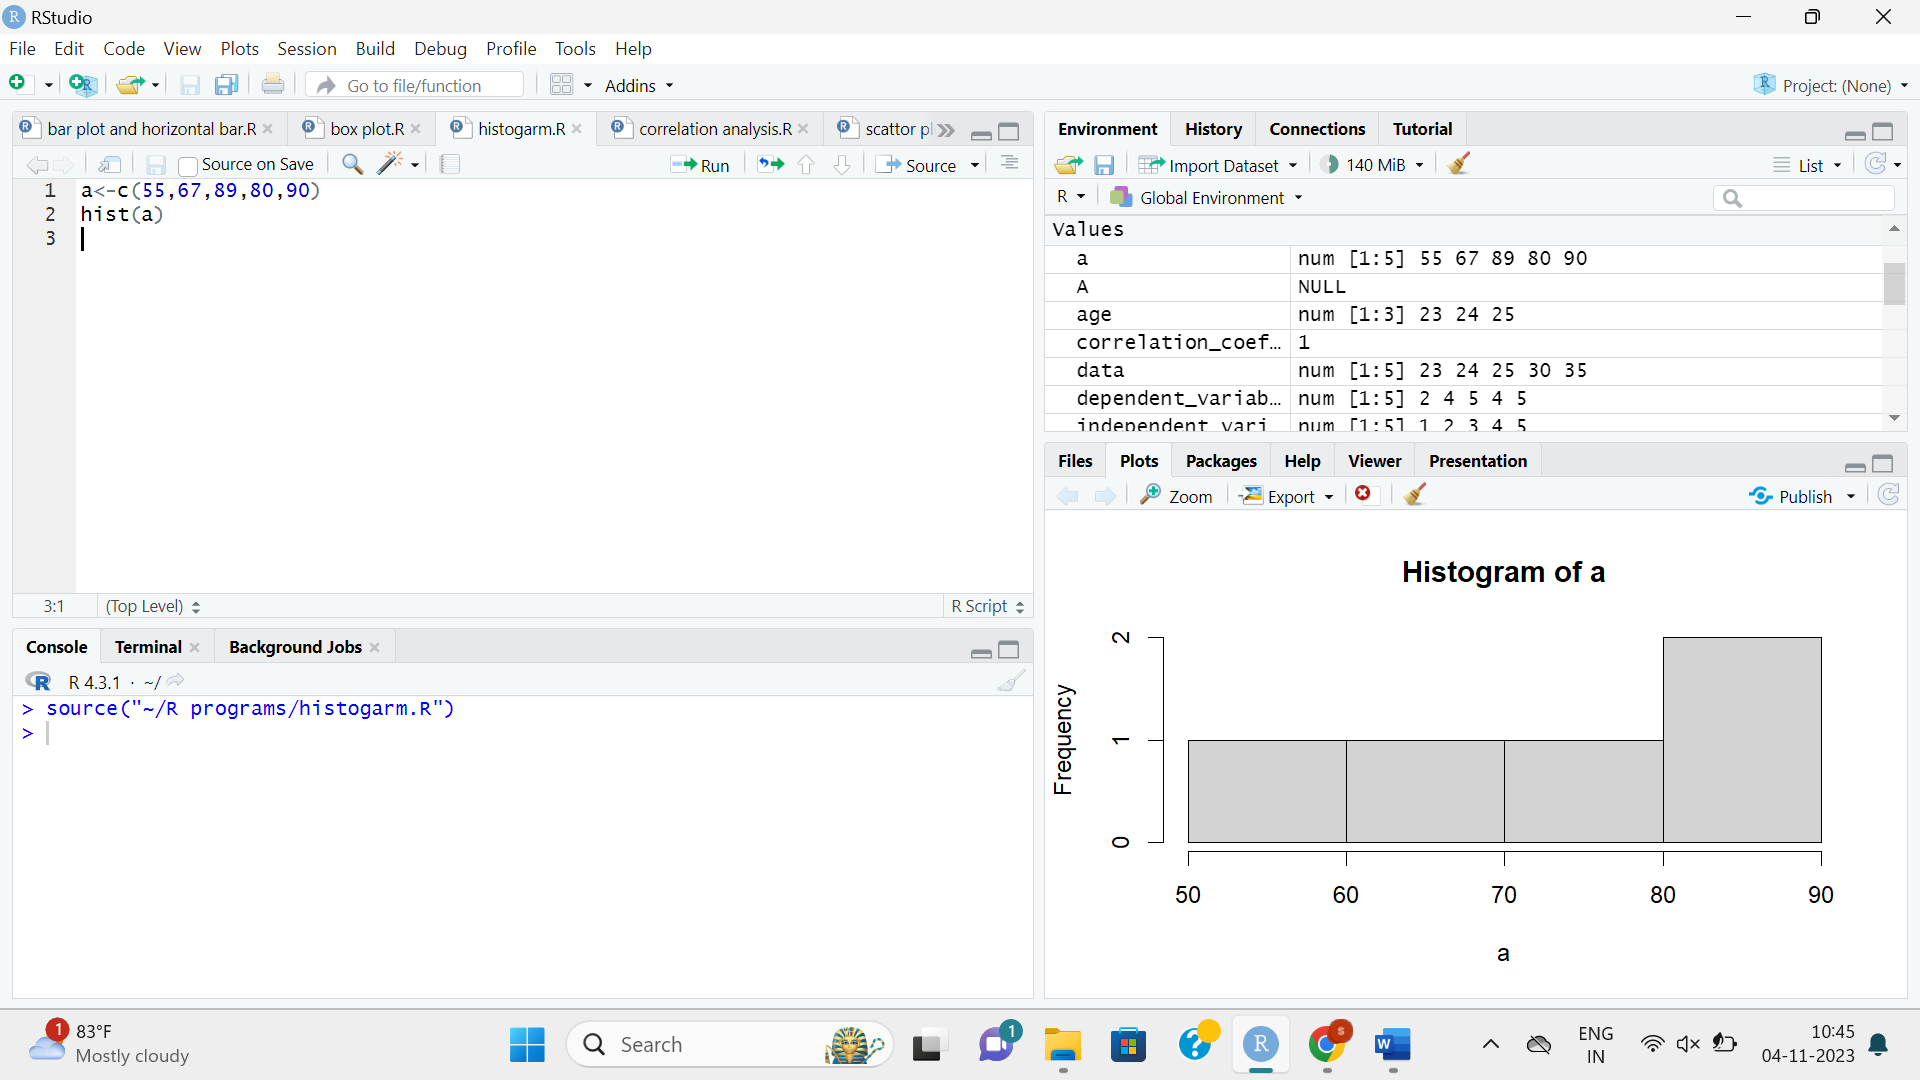 RStudio
File Edit Code View Plots Session Build Debug Profile Tools Help
Go to file/function Addins Project: (None)
bar plot and horizontal bar.R box plot.R histogarm.R correlation analysis.R scattor pl
Source on Save Run Source
1 a<-c(55,67,89,80,90)
2 hist(a)
3
3:1 (Top Level) R Script
Console Terminal Background Jobs
R 4.3.1 · ~/
> source("~/R programs/histogarm.R")
>
Environment History Connections Tutorial
Import Dataset 140 MiB List
R Global Environment
Values
a num [1:5] 55 67 89 80 90
A NULL
age num [1:3] 23 24 25
correlation_coef… 1
data num [1:5] 23 24 25 30 35
dependent_variab… num [1:5] 2 4 5 4 5
independent_vari num [1:5] 1 2 3 4 5
Files Plots Packages Help Viewer Presentation
Zoom Export Publish
Histogram of a
Frequency
2
1
0
50 60 70 80 90
a
1 83°F
Mostly cloudy
Search
1
s
ENG
IN
10:45
04-11-2023